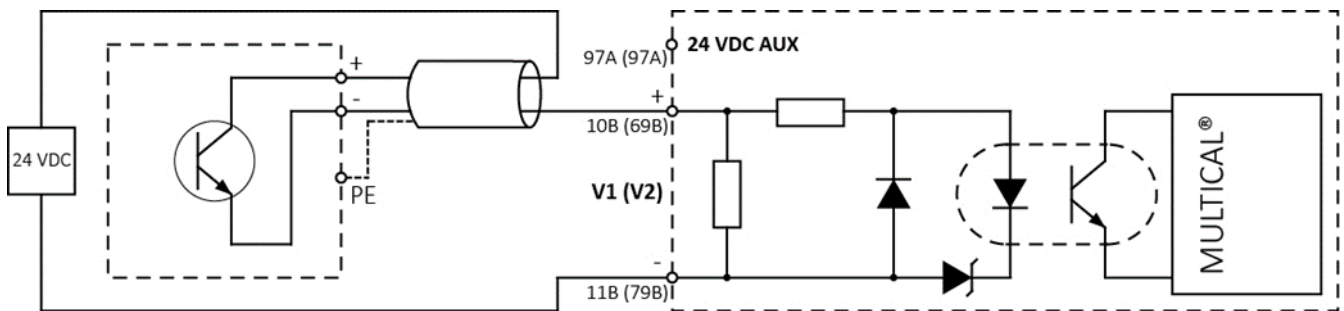 24 VDC
+
-
PE
97A (97A)
24 VDC AUX
+
10B (69B)
V1 (V2)
-
11B (79B)
MULTICAL®